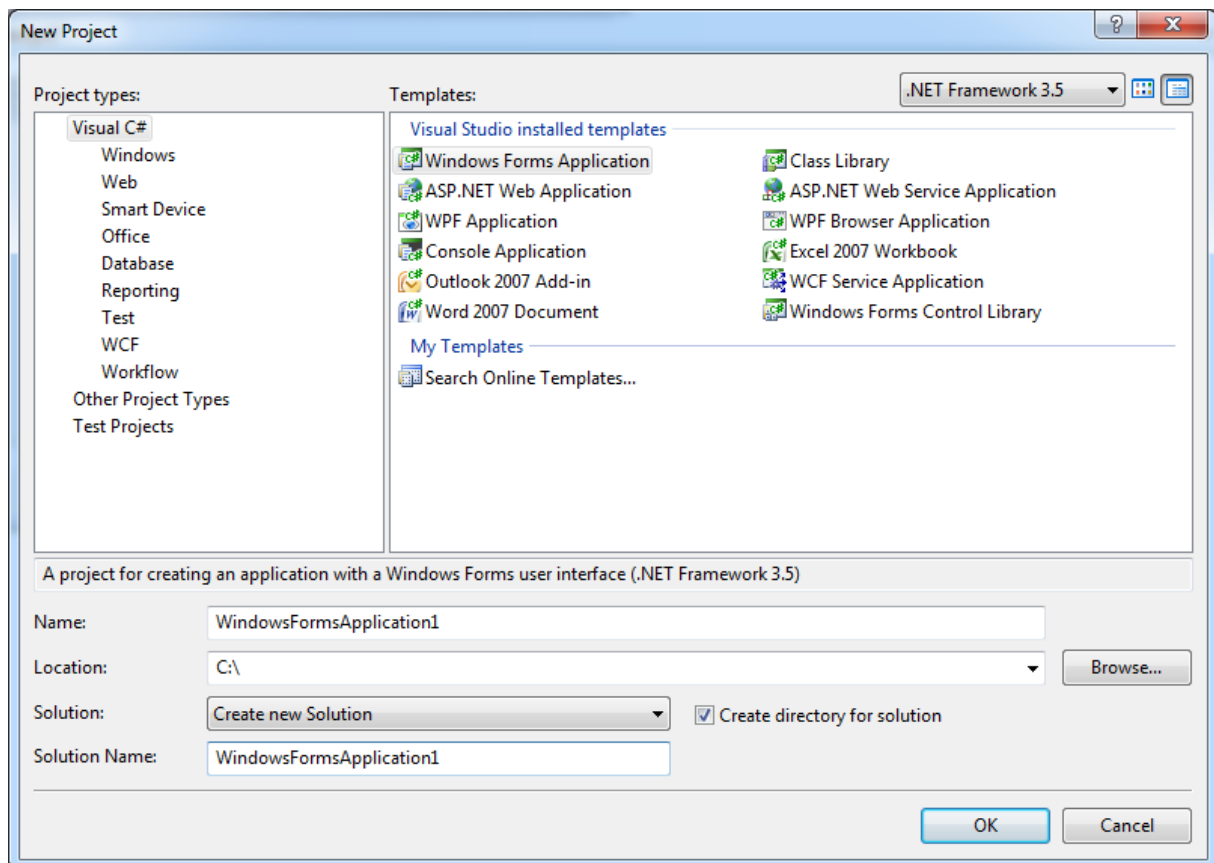 New Project
Project types:
Templates:
.NET Framework 3.5
Visual C#
Windows
Web
Smart Device
Office
Database
Reporting
Test
WCF
Workflow
Other Project Types
Test Projects
Visual Studio installed templates
Windows Forms Application
Class Library
ASP.NET Web Application
ASP.NET Web Service Application
WPF Application
WPF Browser Application
Console Application
Excel 2007 Workbook
Outlook 2007 Add-in
WCF Service Application
Word 2007 Document
Windows Forms Control Library
My Templates
Search Online Templates...
A project for creating an application with a Windows Forms user interface (.NET Framework 3.5)
Name: WindowsFormsApplication1
Location: C:\ Browse...
Solution: Create new Solution Create directory for solution
Solution Name: WindowsFormsApplication1
OK Cancel